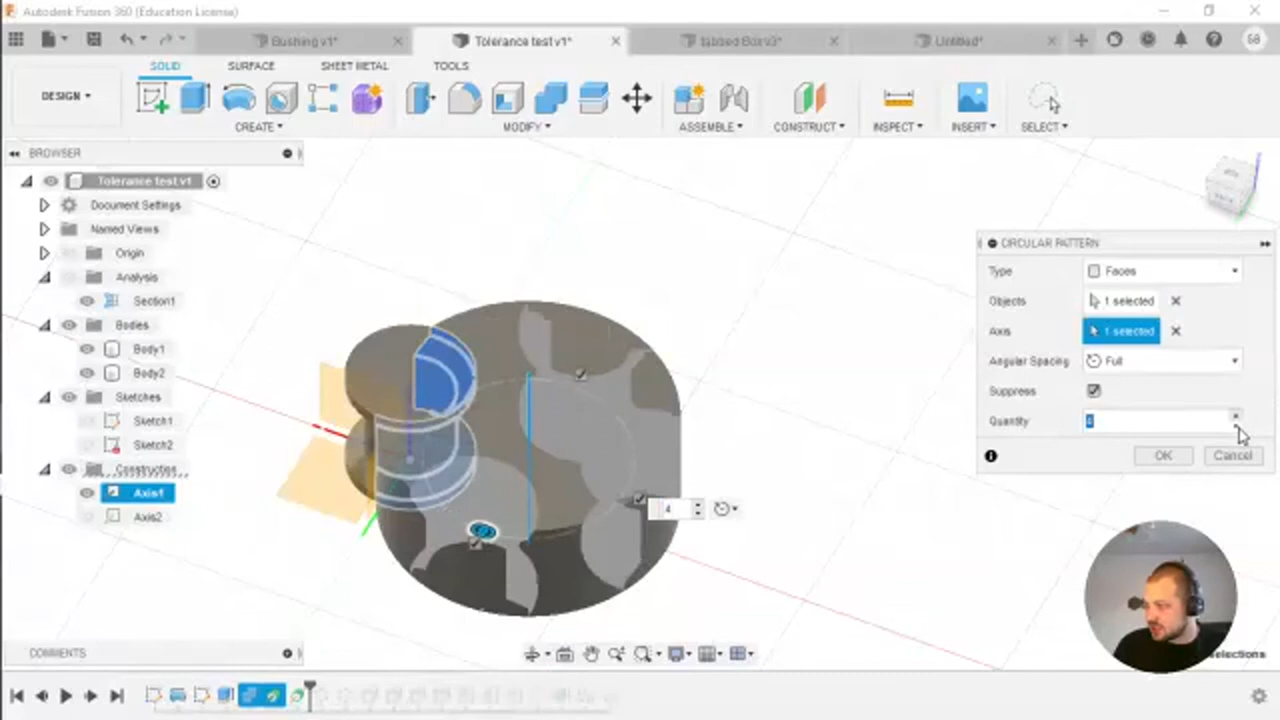 Autodesk Fusion 360 (Education License)
Bushing v1*
Tolerance test v1*
tabbed Box v3*
Untitled*
SB
SOLID
SURFACE
SHEET METAL
TOOLS
DESIGN
CREATE
MODIFY
ASSEMBLE
CONSTRUCT
INSPECT
INSERT
SELECT
BROWSER
Tolerance test v1
Document Settings
Named Views
Origin
Analysis
Section1
Bodies
Body1
Body2
Sketches
Sketch1
Sketch2
Construction
Axis1
Axis2
CIRCULAR PATTERN
Type
Faces
Objects
1 selected
Axis
1 selected
Angular Spacing
Full
Suppress
Quantity
OK
Cancel
4
selections
COMMENTS